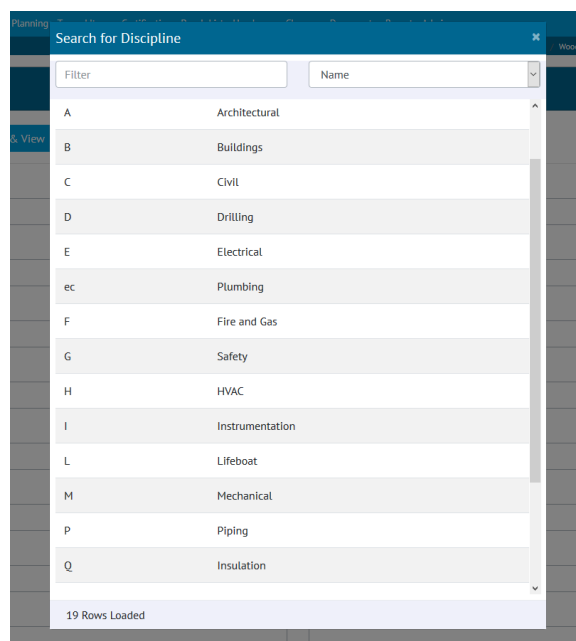 Planning
Search for Discipline ×
Woo
Filter Name
& View
A Architectural
B Buildings
C Civil
D Drilling
E Electrical
ec Plumbing
F Fire and Gas
G Safety
H HVAC
I Instrumentation
L Lifeboat
M Mechanical
P Piping
Q Insulation
19 Rows Loaded